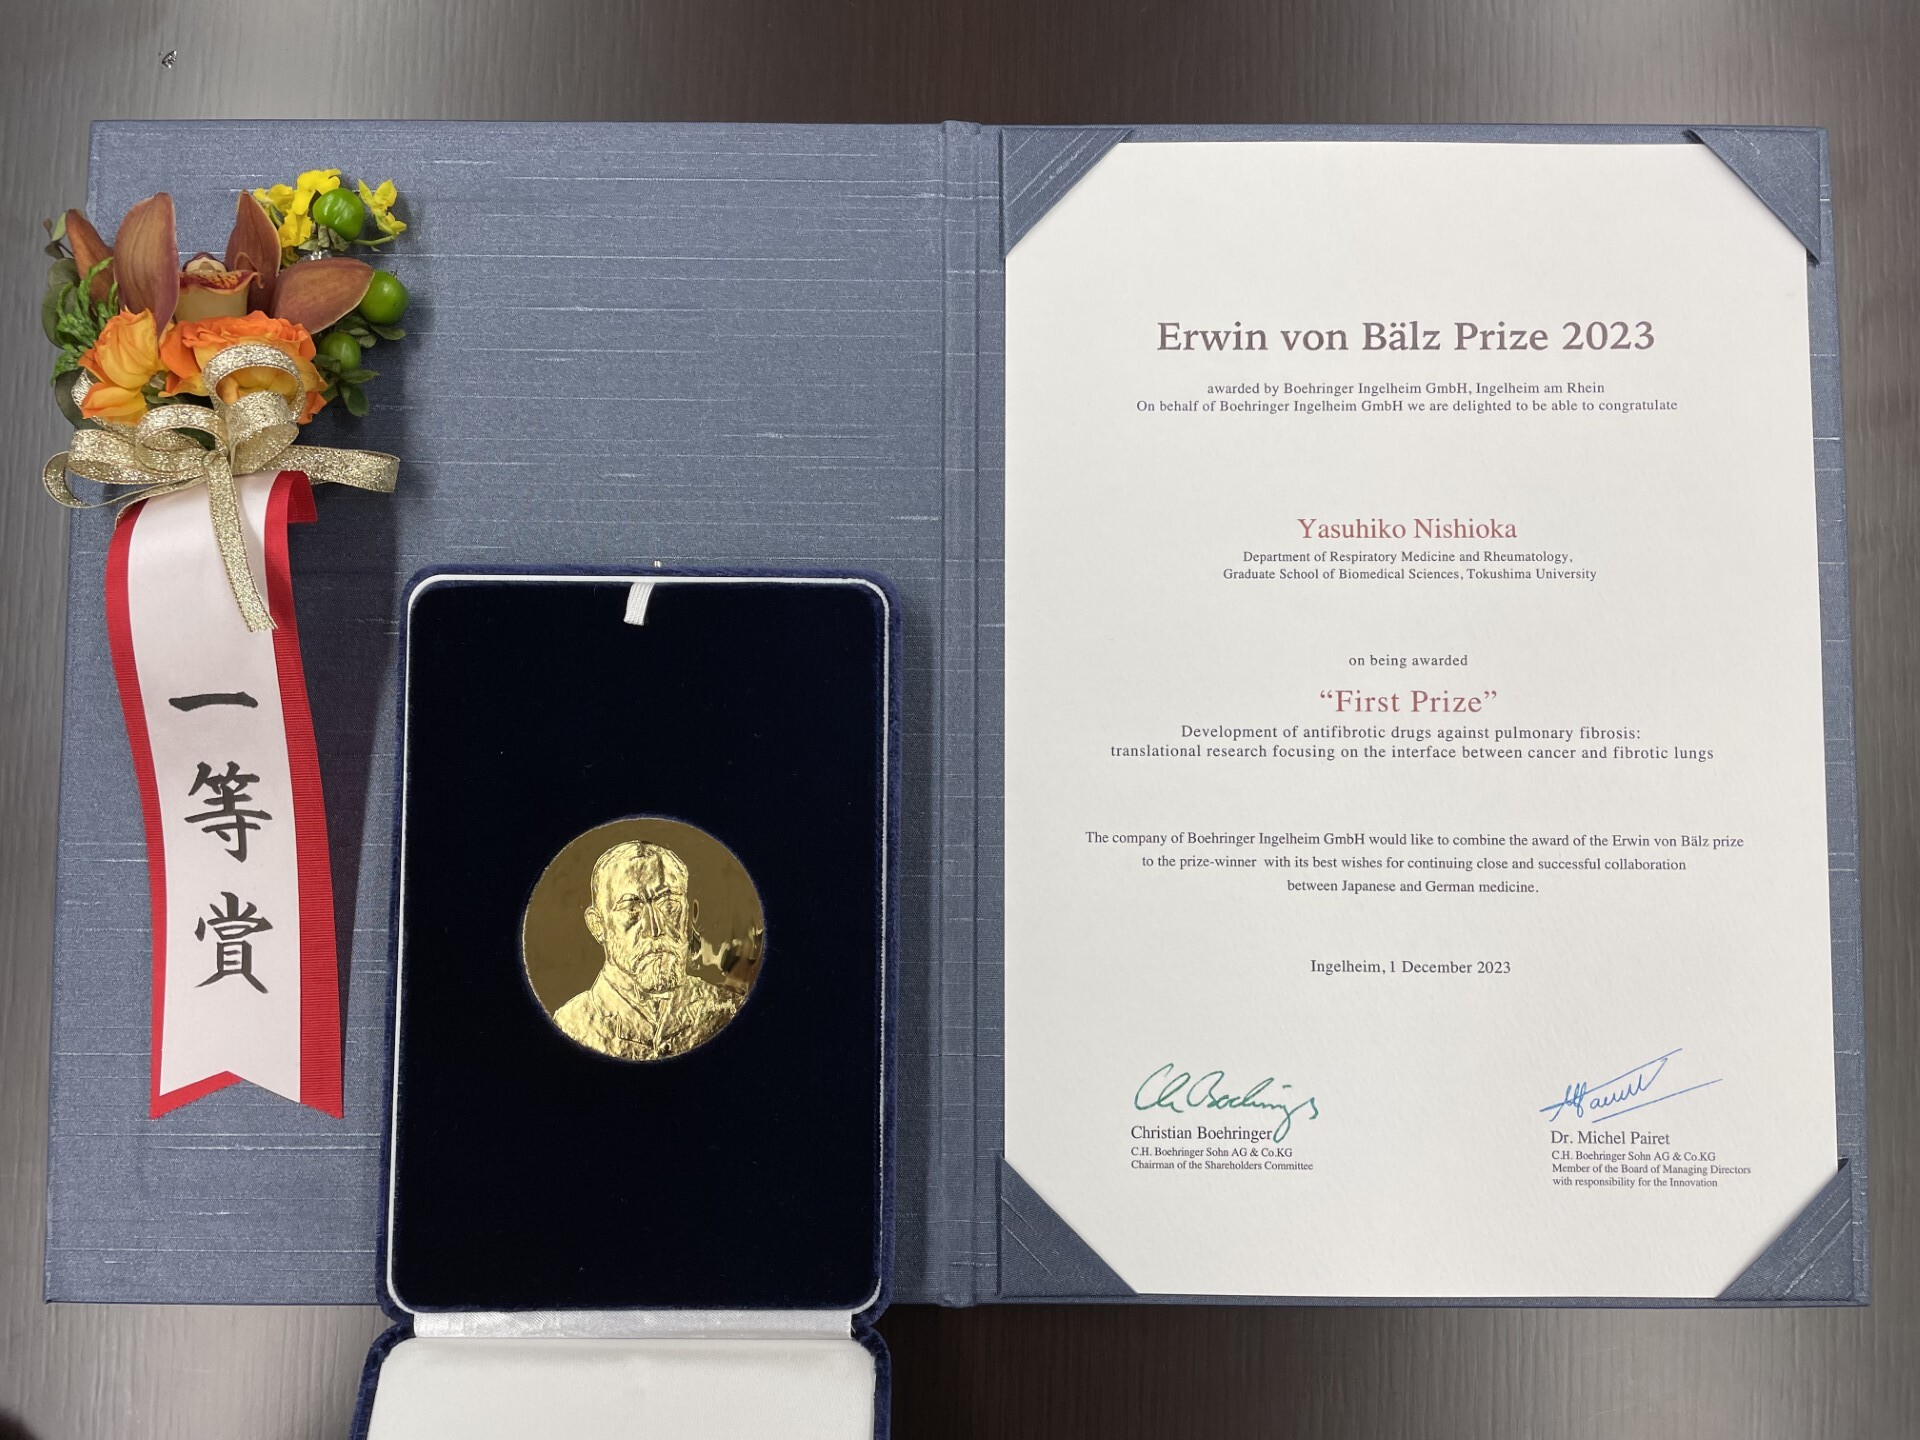 一等賞
Erwin von Bälz Prize 2023
awarded by Boehringer Ingelheim GmbH, Ingelheim am Rhein
On behalf of Boehringer Ingelheim GmbH we are delighted to be able to congratulate
Yasuhiko Nishioka
Department of Respiratory Medicine and Rheumatology,
Graduate School of Biomedical Sciences, Tokushima University
on being awarded
“First Prize”
Development of antifibrotic drugs against pulmonary fibrosis:
translational research focusing on the interface between cancer and fibrotic lungs
The company of Boehringer Ingelheim GmbH would like to combine the award of the Erwin von Bälz prize
to the prize-winner with its best wishes for continuing close and successful collaboration
between Japanese and German medicine.
Ingelheim, 1 December 2023
Christian Boehringer
C.H. Boehringer Sohn AG & Co.KG
Chairman of the Shareholders Committee
Dr. Michel Pairet
C.H. Boehringer Sohn AG & Co.KG
Member of the Board of Managing Directors
with responsibility for the Innovation